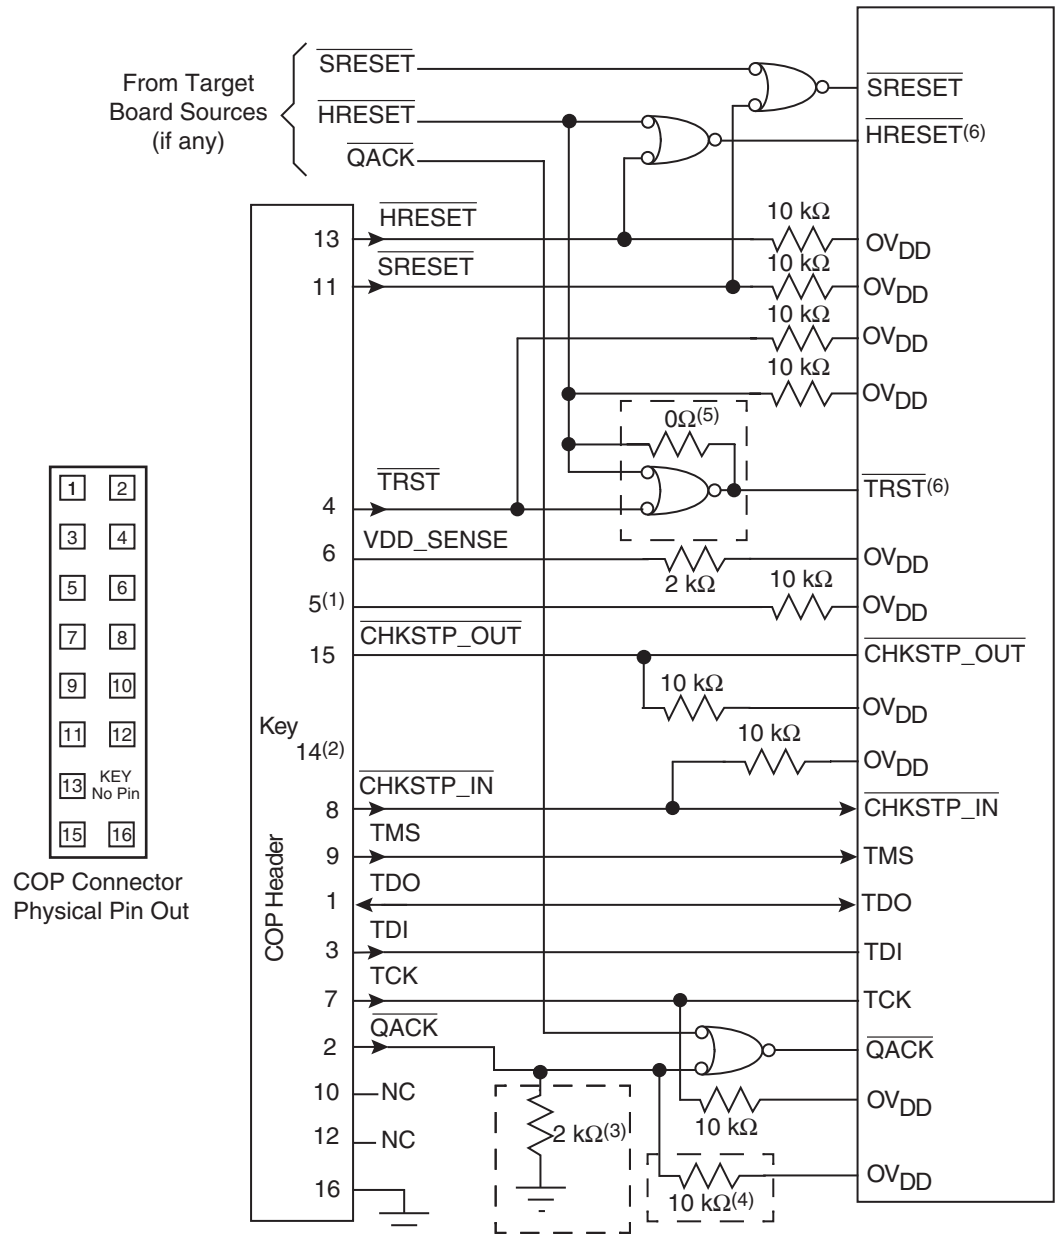 From Target
Board Sources
(if any)
SRESET
HRESET
QACK
SRESET
HRESET(6)
13
HRESET
10 kΩ
OVDD
11
SRESET
10 kΩ
OVDD
10 kΩ
OVDD
10 kΩ
OVDD
0Ω(5)
4
TRST
TRST(6)
6
VDD_SENSE
2 kΩ
OVDD
5(1)
10 kΩ
OVDD
15
CHKSTP_OUT
CHKSTP_OUT
10 kΩ
OVDD
Key
14(2)
10 kΩ
OVDD
8
CHKSTP_IN
CHKSTP_IN
9
TMS
TMS
1
TDO
TDO
3
TDI
TDI
7
TCK
TCK
2
QACK
QACK
10
NC
10 kΩ
OVDD
12
NC
2 kΩ(3)
16
10 kΩ(4)
OVDD
COP Header
1 2
3 4
5 6
7 8
9 10
11 12
13 KEY
No Pin
15 16
COP Connector
Physical Pin Out